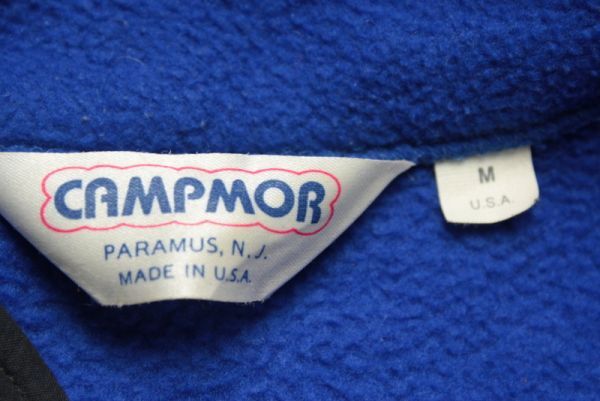 CAMPMOR
PARAMUS, N.J.
MADE IN U.S.A.
M
U.S.A.